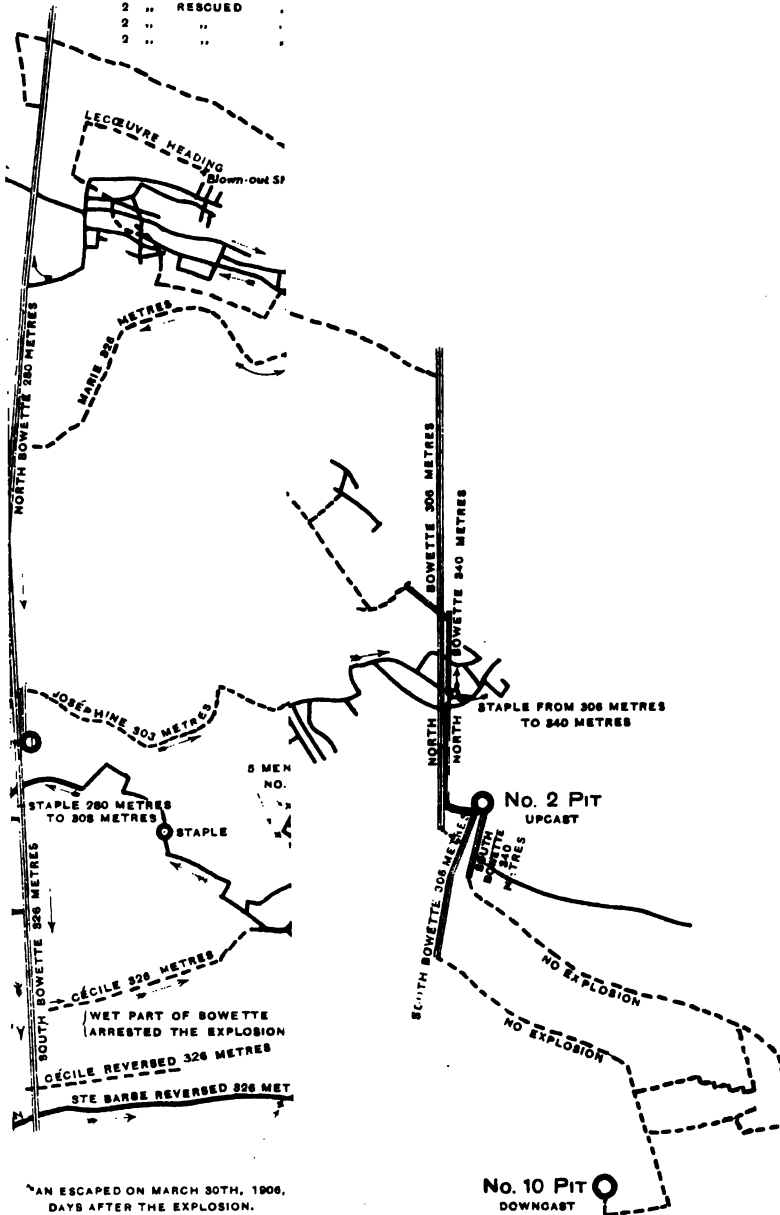 2 „ RESCUED „
2 „ „ „
2 „ „ „
LECŒUVRE HEADING
Blown-out
MARIE 326 METRES
NORTH BOWETTE 280 METRES
BOWETTE 306 METRES
BOWETTE 340 METRES
NORTH
NORTH
JOSÉPHINE 303 METRES
STAPLE FROM 306 METRES
TO 340 METRES
5 MEN
NO.
STAPLE 280 METRES
TO 303 METRES
STAPLE
No. 2 PIT
UPCAST
SOUTH
BOWETTE
340
METRES
SOUTH BOWETTE 306 METRES
SOUTH BOWETTE 326 METRES
CÉCILE 326 METRES
NO EXPLOSION
WET PART OF BOWETTE
ARRESTED THE EXPLOSION
NO EXPLOSION
CÉCILE REVERSED 326 METRES
STE BARBE REVERSED 326 MET
No. 10 PIT
DOWNCAST
AN ESCAPED ON MARCH 30TH, 1906,
DAYS AFTER THE EXPLOSION.